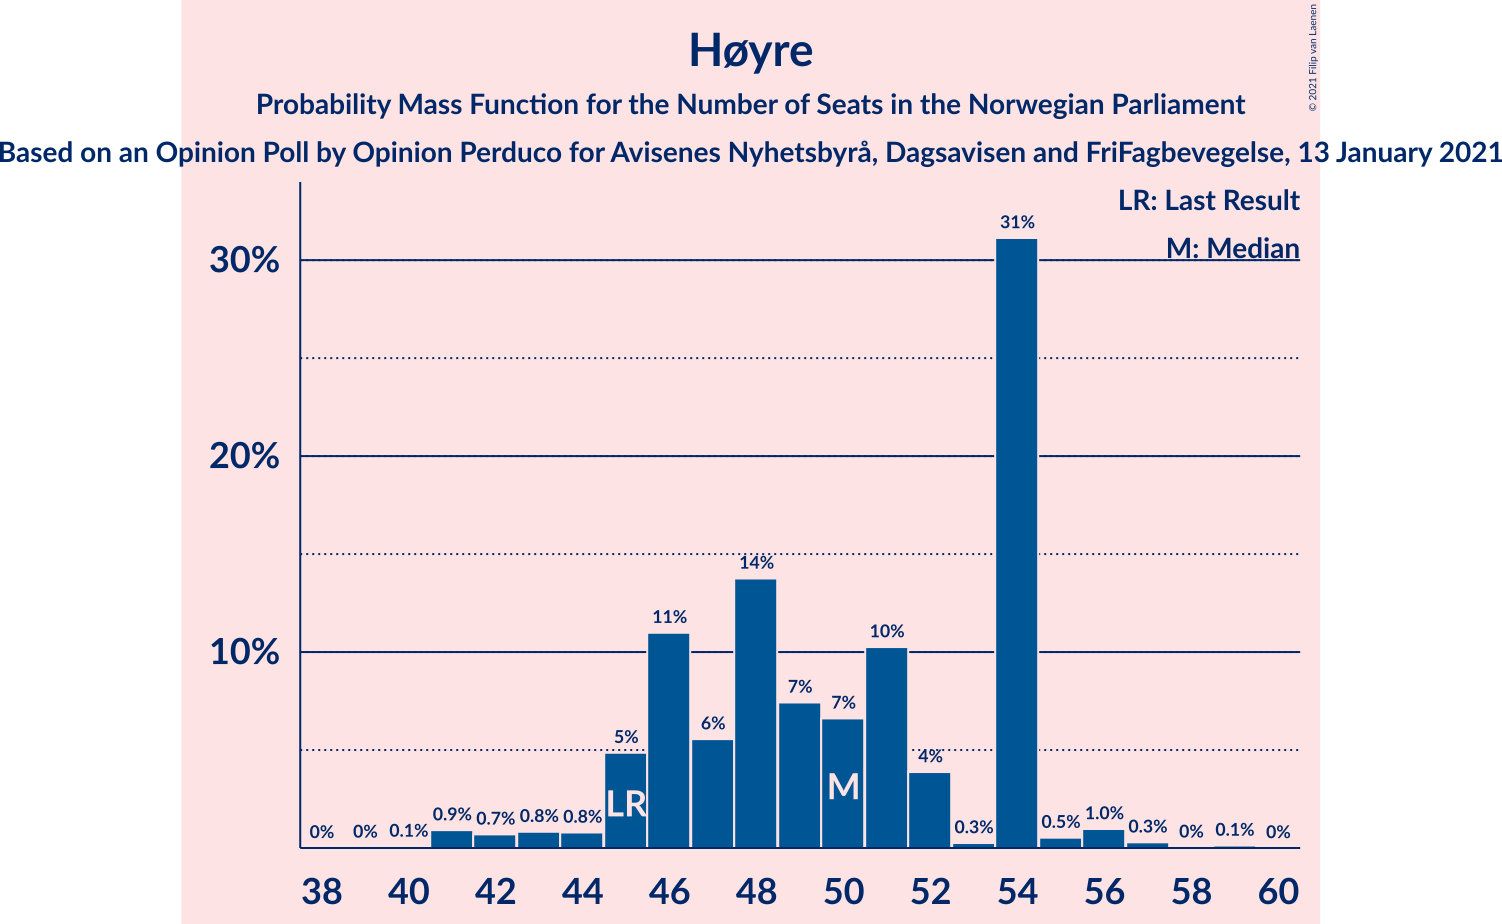 Høyre
© 2021 Filip van Laenen
Probability Mass Function for the Number of Seats in the Norwegian Parliament
Based on an Opinion Poll by Opinion Perduco for Avisenes Nyhetsbyrå, Dagsavisen and FriFagbevegelse, 13 January 2021
LR: Last Result
M: Median
30%
20%
10%
0% 0% 0.1% 0.9% 0.7% 0.8% 0.8% 5% 11% 6% 14% 7% 7% 10% 4% 0.3% 31% 0.5% 1.0% 0.3% 0% 0.1% 0%
LR M
38 40 42 44 46 48 50 52 54 56 58 60